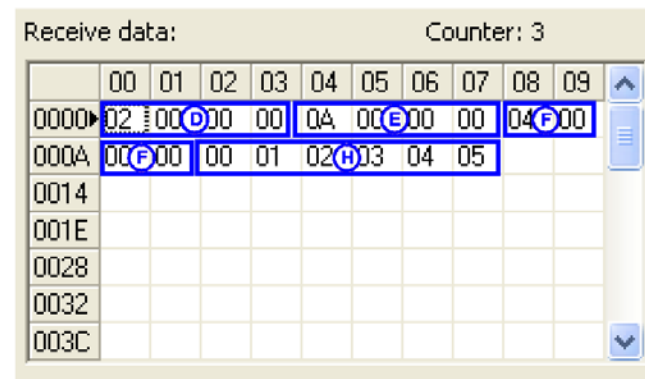 Receive data: Counter: 3
00 01 02 03 04 05 06 07 08 09
0000 02 00 D 00 00 0A 00 E 00 00 04 F 00
000A 00 F 00 00 01 02 H 03 04 05
0014
001E
0028
0032
003C